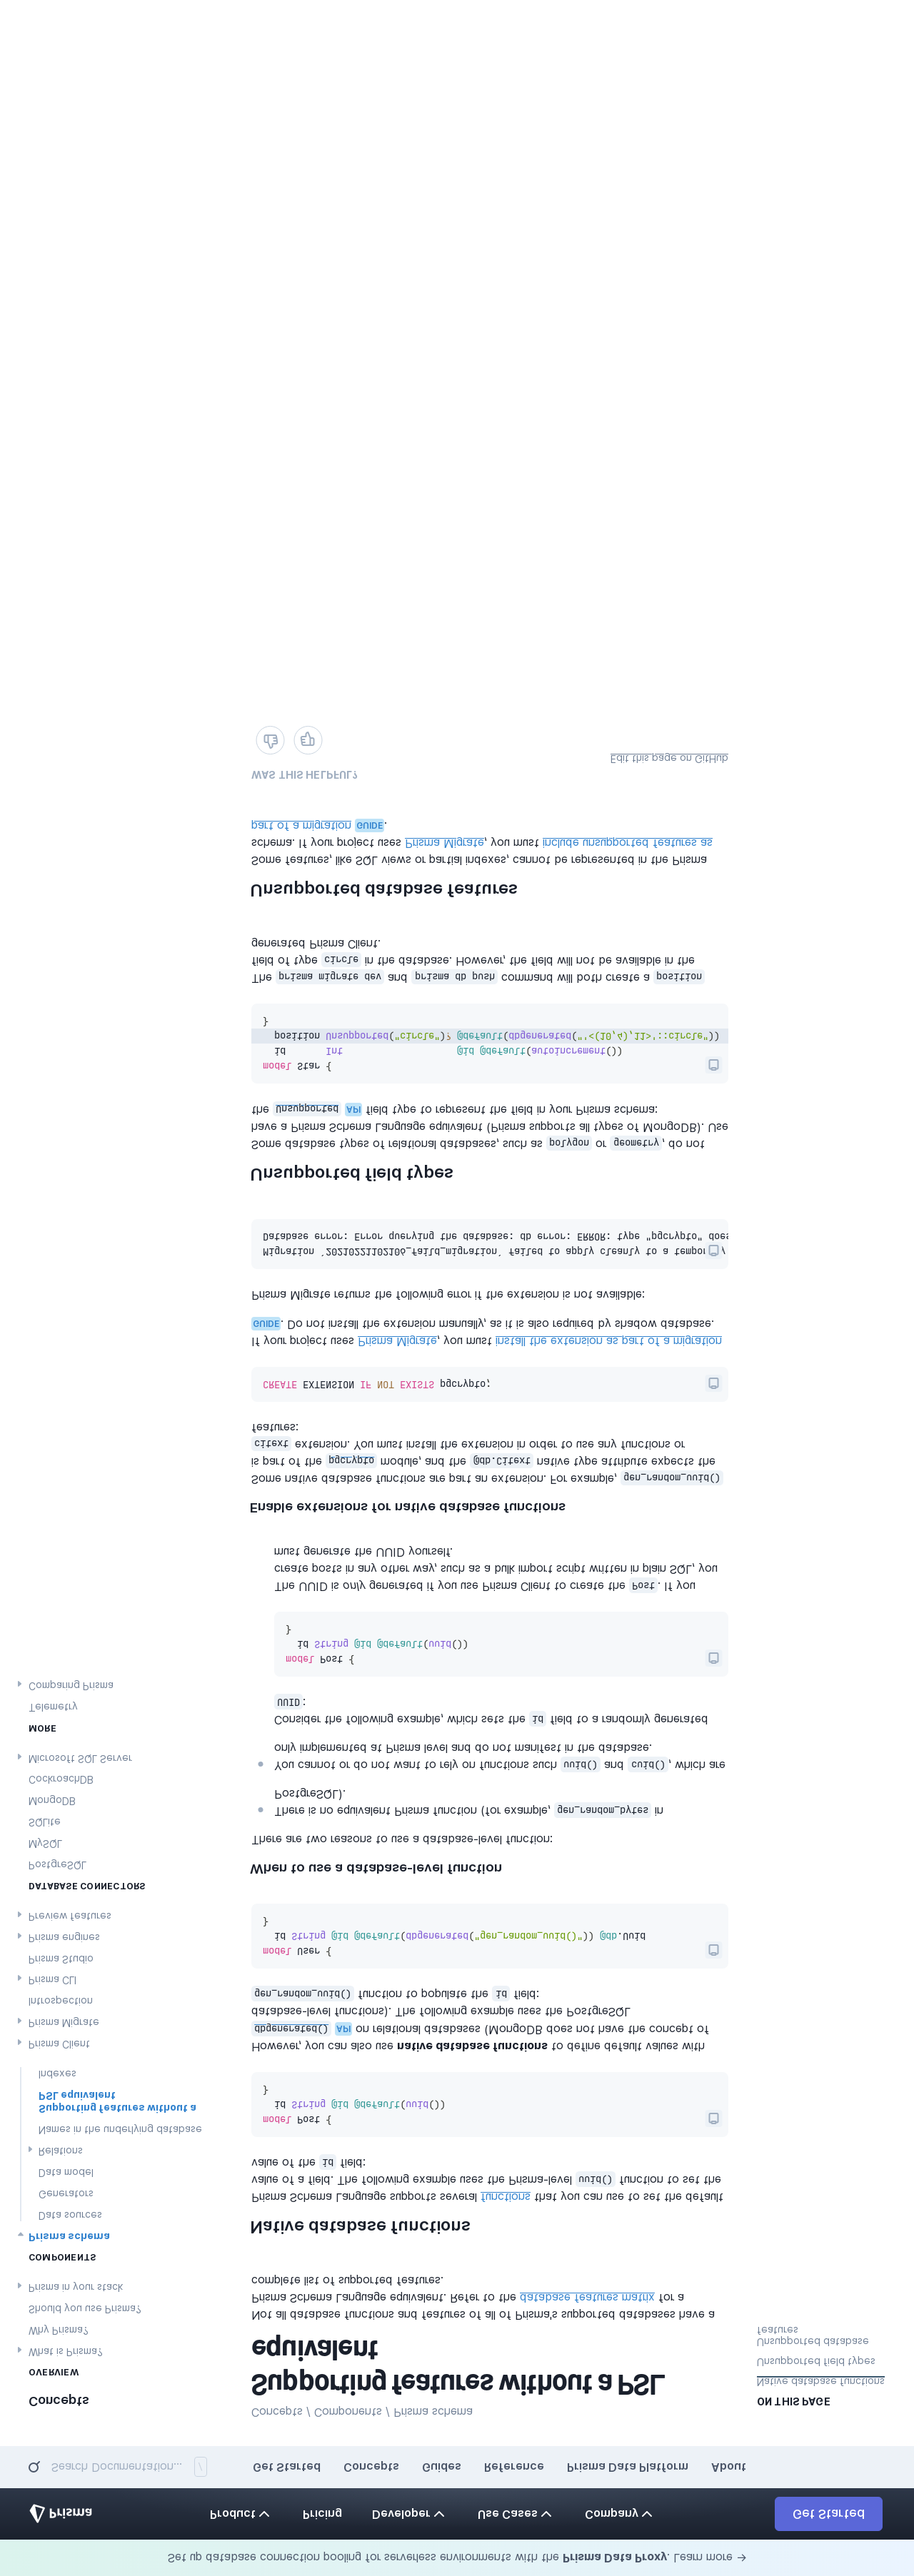 Set up database connection pooling for serverless environments with the Prisma Data Proxy. Learn more →
Prisma
Product
Pricing
Developer
Use Cases
Company
Get Started
Search Documentation... /
Get Started
Concepts
Guides
Reference
Prisma Data Platform
About
Concepts
OVERVIEW
What is Prisma?
Why Prisma?
Should you use Prisma?
Prisma in your stack
COMPONENTS
Prisma schema
Data sources
Generators
Data model
Relations
Names in the underlying database
Supporting features without a
PSL equivalent
Indexes
Prisma Client
Prisma Migrate
Introspection
Prisma CLI
Prisma Studio
Prisma engines
Preview features
DATABASE CONNECTORS
PostgreSQL
MySQL
SQLite
MongoDB
CockroachDB
Microsoft SQL Server
MORE
Telemetry
Comparing Prisma
Concepts / Components / Prisma schema
Supporting features without a PSL
equivalent
Not all database functions and features of all of Prisma's supported databases have a
Prisma Schema Language equivalent. Refer to the database features matrix for a
complete list of supported features.
Native database functions
Prisma Schema Language supports several functions that you can use to set the default
value of a field. The following example uses the Prisma-level uuid() function to set the
value of the id field:
model Post {
  id String @id @default(uuid())
}
However, you can also use native database functions to define default values with
dbgenerated() API on relational databases (MongoDB does not have the concept of
database-level functions). The following example uses the PostgreSQL
gen_random_uuid() function to populate the id field:
model User {
  id String @id @default(dbgenerated("gen_random_uuid()")) @db.Uuid
}
When to use a database-level function
There are two reasons to use a database-level function:
There is no equivalent Prisma function (for example, gen_random_bytes in
PostgreSQL).
You cannot or do not want to rely on functions such uuid() and cuid(), which are
only implemented at Prisma level and do not manifest in the database.
Consider the following example, which sets the id field to a randomly generated
UUID:
model Post {
  id String @id @default(uuid())
}
The UUID is only generated if you use Prisma Client to create the Post. If you
create posts in any other way, such as a bulk import script written in plain SQL, you
must generate the UUID yourself.
Enable extensions for native database functions
Some native database functions are part an extension. For example, gen_random_uuid()
is part of the pgcrypto module, and the @db.Citext native type attribute expects the
citext extension. You must install the extension in order to use any functions or
features:
CREATE EXTENSION IF NOT EXISTS pgcrypto;
If your project uses Prisma Migrate, you must install the extension as part of a migration
GUIDE. Do not install the extension manually, as it is also required by shadow database.
Prisma Migrate returns the following error if the extension is not available:
Migration `20210221102106_failed_migration` failed to apply cleanly to a temporary
Database error: Error querying the database: db error: ERROR: type "pgcrypto" does
Unsupported field types
Some database types of relational databases, such as polygon or geometry, do not
have a Prisma Schema Language equivalent (Prisma supports all types of MongoDB). Use
the Unsupported API field type to represent the field in your Prisma schema:
model Star {
  id       Int                    @id @default(autoincrement())
  position Unsupported("circle")? @default(dbgenerated("'<(10,4),11>'::circle"))
}
The prisma migrate dev and prisma db push command will both create a position
field of type circle in the database. However, the field will not be available in the
generated Prisma Client.
Unsupported database features
Some features, like SQL views or partial indexes, cannot be represented in the Prisma
schema. If your project uses Prisma Migrate, you must include unsupported features as
part of a migration GUIDE.
WAS THIS HELPFUL?
Edit this page on GitHub
ON THIS PAGE
Native database functions
Unsupported field types
Unsupported database
features